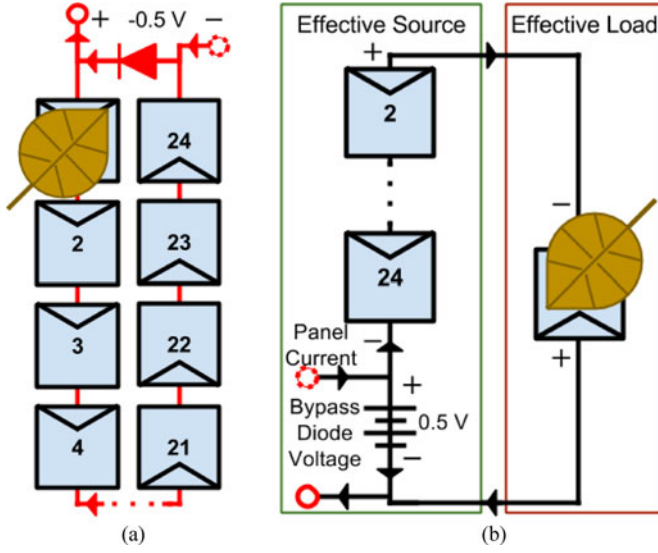 + -0.5 V −
24
2
23
3
22
4
21
(a)
Effective Source
+
2
24
Panel −
Current
+
Bypass
Diode 0.5 V
Voltage −
Effective Load
−
+
(b)